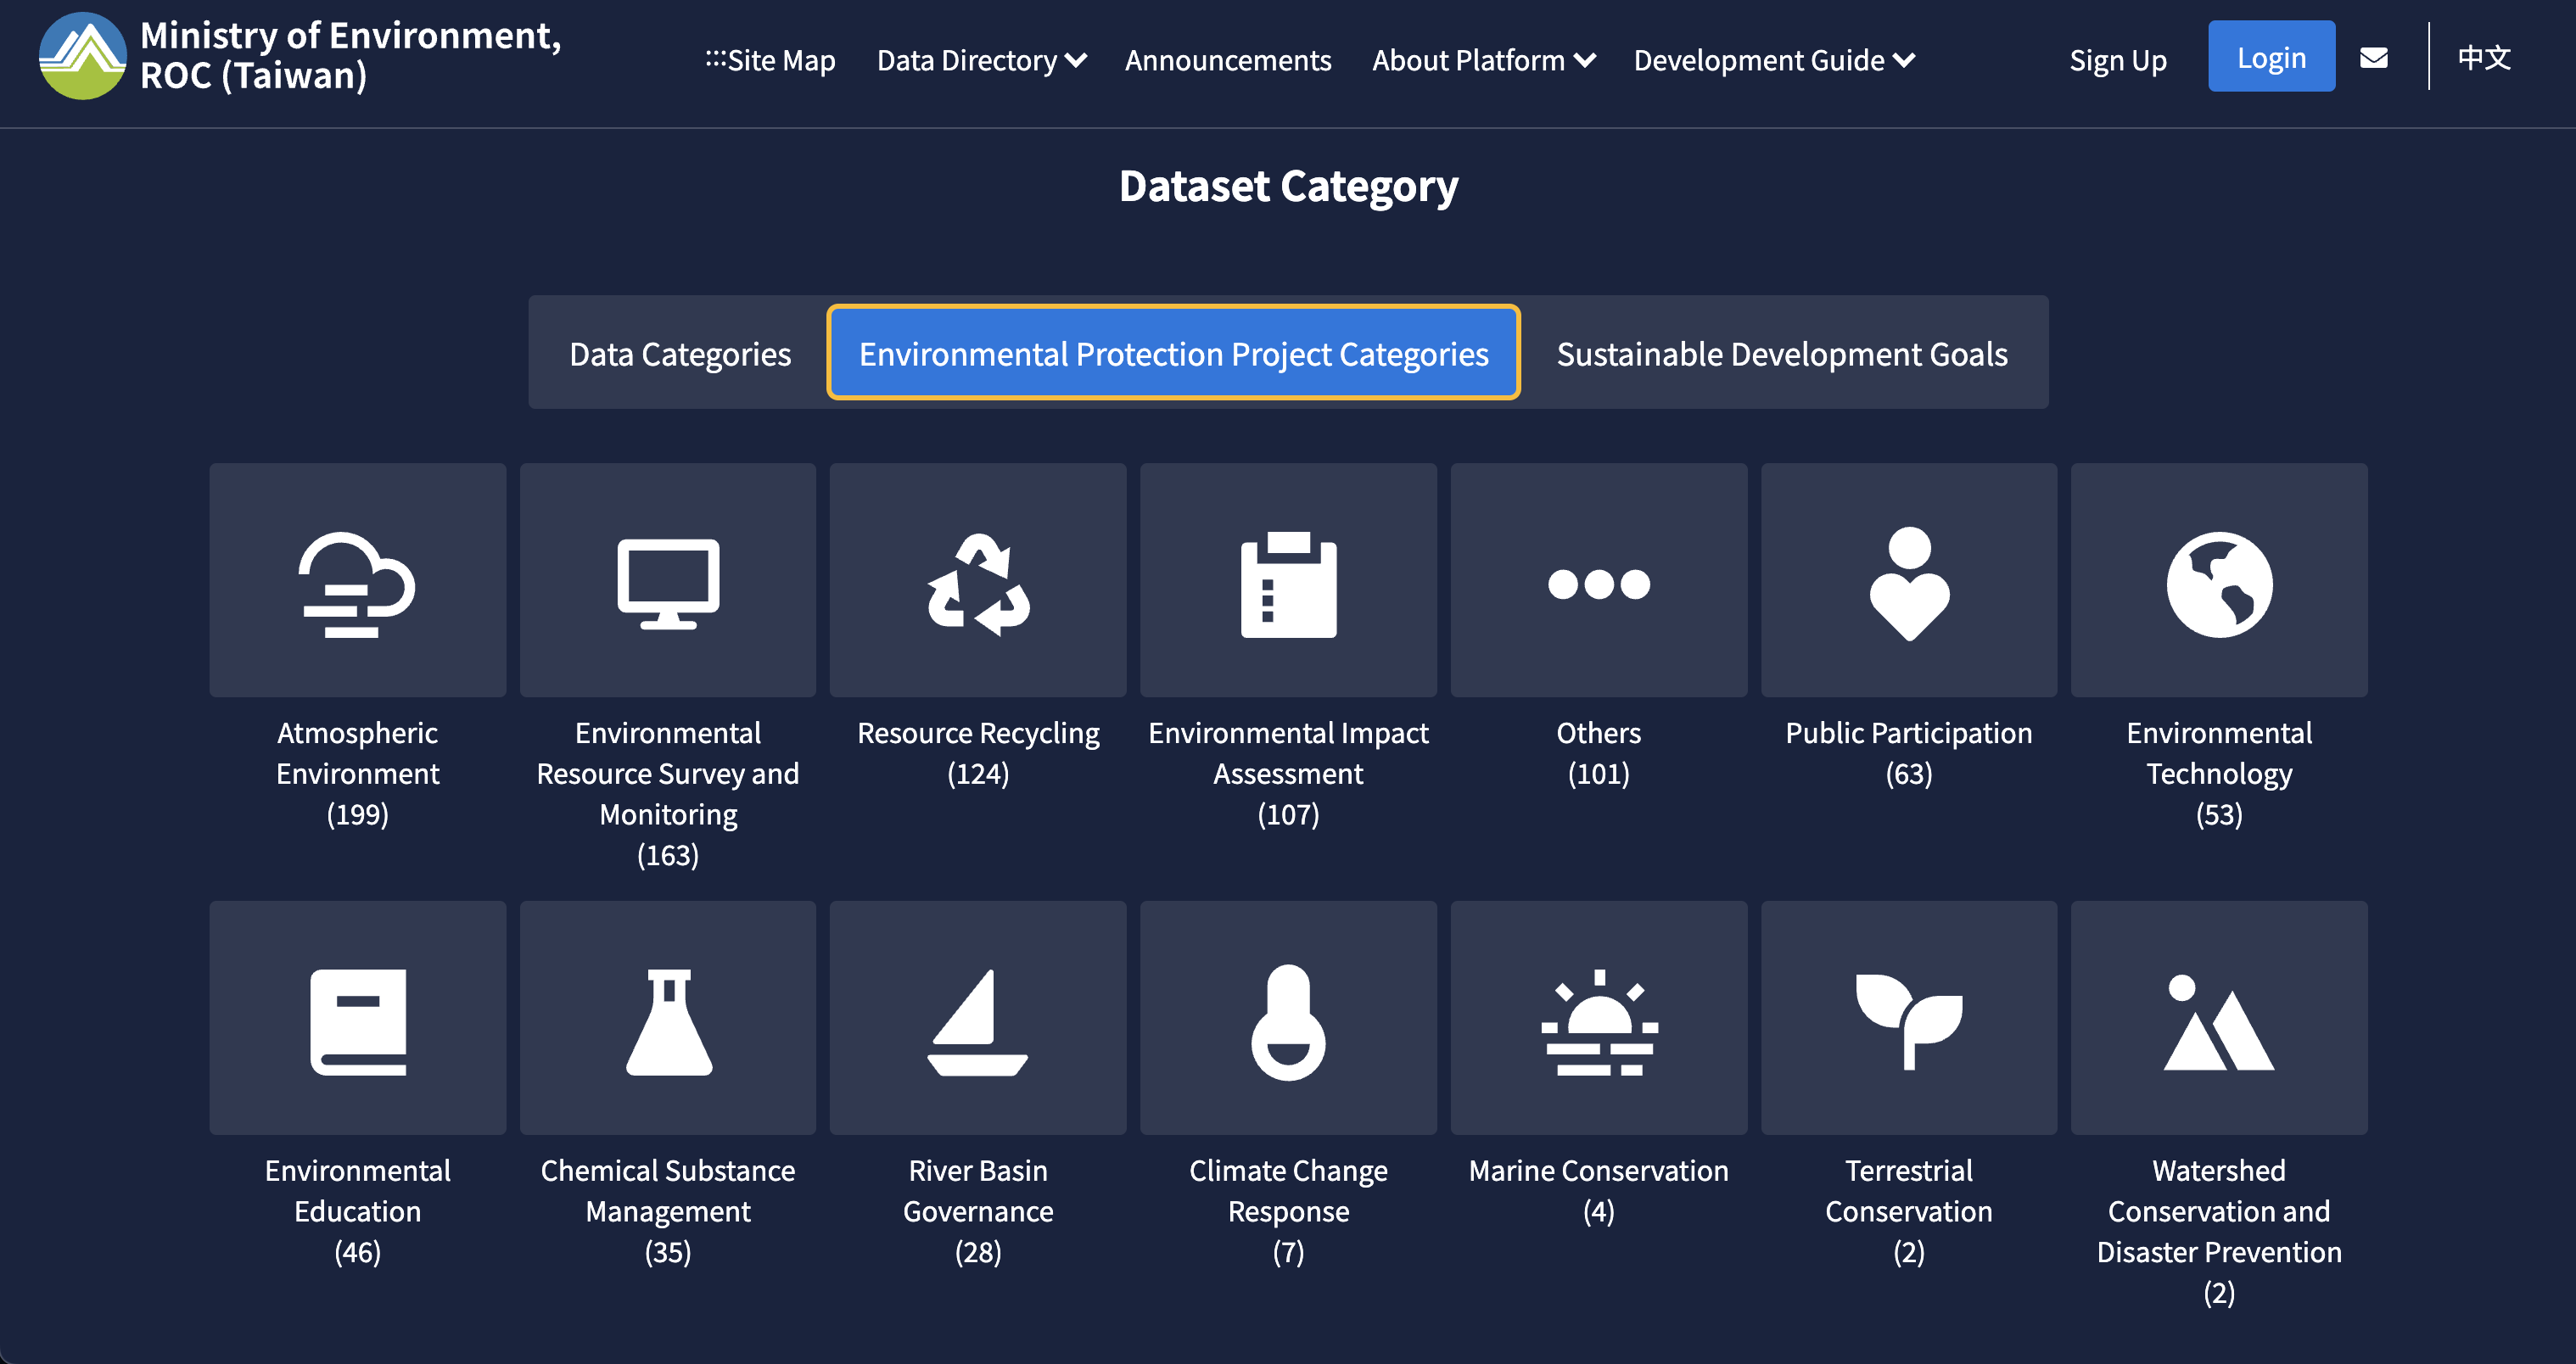 Ministry of Environment,
ROC (Taiwan)
:::Site Map Data Directory Announcements About Platform Development Guide Sign Up Login 中文
Dataset Category
Data Categories Environmental Protection Project Categories Sustainable Development Goals
Atmospheric
Environment
(199)
Environmental
Resource Survey and
Monitoring
(163)
Resource Recycling
(124)
Environmental Impact
Assessment
(107)
Others
(101)
Public Participation
(63)
Environmental
Technology
(53)
Environmental
Education
(46)
Chemical Substance
Management
(35)
River Basin
Governance
(28)
Climate Change
Response
(7)
Marine Conservation
(4)
Terrestrial
Conservation
(2)
Watershed
Conservation and
Disaster Prevention
(2)